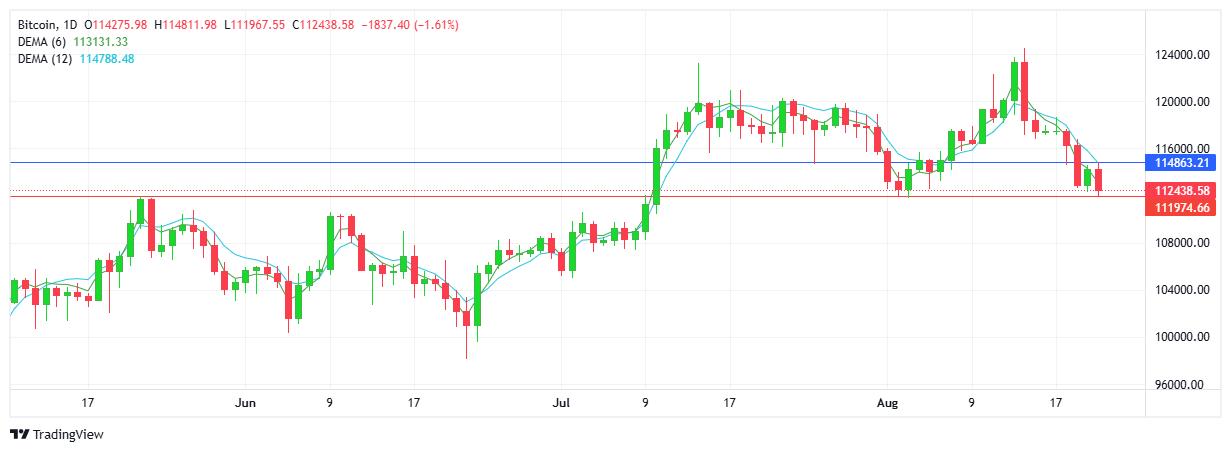 Bitcoin, 1D O114275.98 H114811.98 L111967.55 C112438.58 −1837.40 (−1.61%)
DEMA (6) 113131.33
DEMA (12) 114788.48
124000.00
120000.00
116000.00
114863.21
112438.58
111974.66
108000.00
104000.00
100000.00
96000.00
17 Jun 9 17 Jul 9 17 Aug 9 17
TradingView